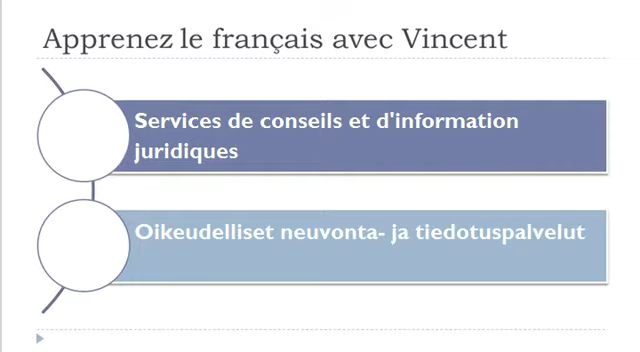 Apprenez le français avec Vincent
Services de conseils et d'information
juridiques
Oikeudelliset neuvonta- ja tiedotuspalvelut